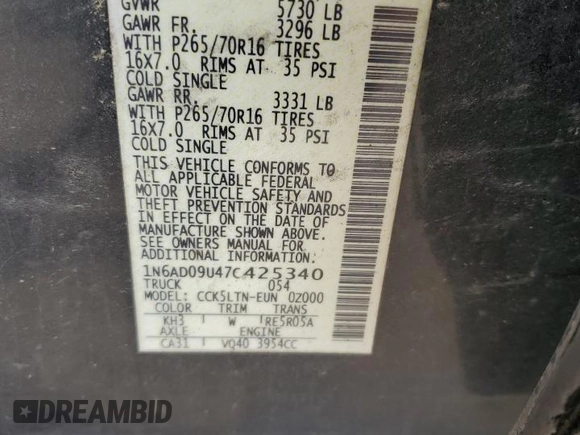 GVWR 5730 LB
GAWR FR. 3296 LB
WITH P265/70R16 TIRES
16X7.0 RIMS AT 35 PSI
COLD SINGLE
GAWR RR. 3331 LB
WITH P265/70R16 TIRES
16X7.0 RIMS AT 35 PSI
COLD SINGLE
THIS VEHICLE CONFORMS TO
ALL APPLICABLE FEDERAL
MOTOR VEHICLE SAFETY AND
THEFT PREVENTION STANDARDS
IN EFFECT ON THE DATE OF
MANUFACTURE SHOWN ABOVE.
SEE OWNERS MANUAL FOR
ADDITIONAL INFORMATION.
1N6AD09U47C425340
TRUCK 054
MODEL: CCK5LTN-EUN 0Z000
COLOR TRIM TRANS
KH3 W RE5R05A
AXLE ENGINE
CA31 VQ40 3954CC
DREAMBID